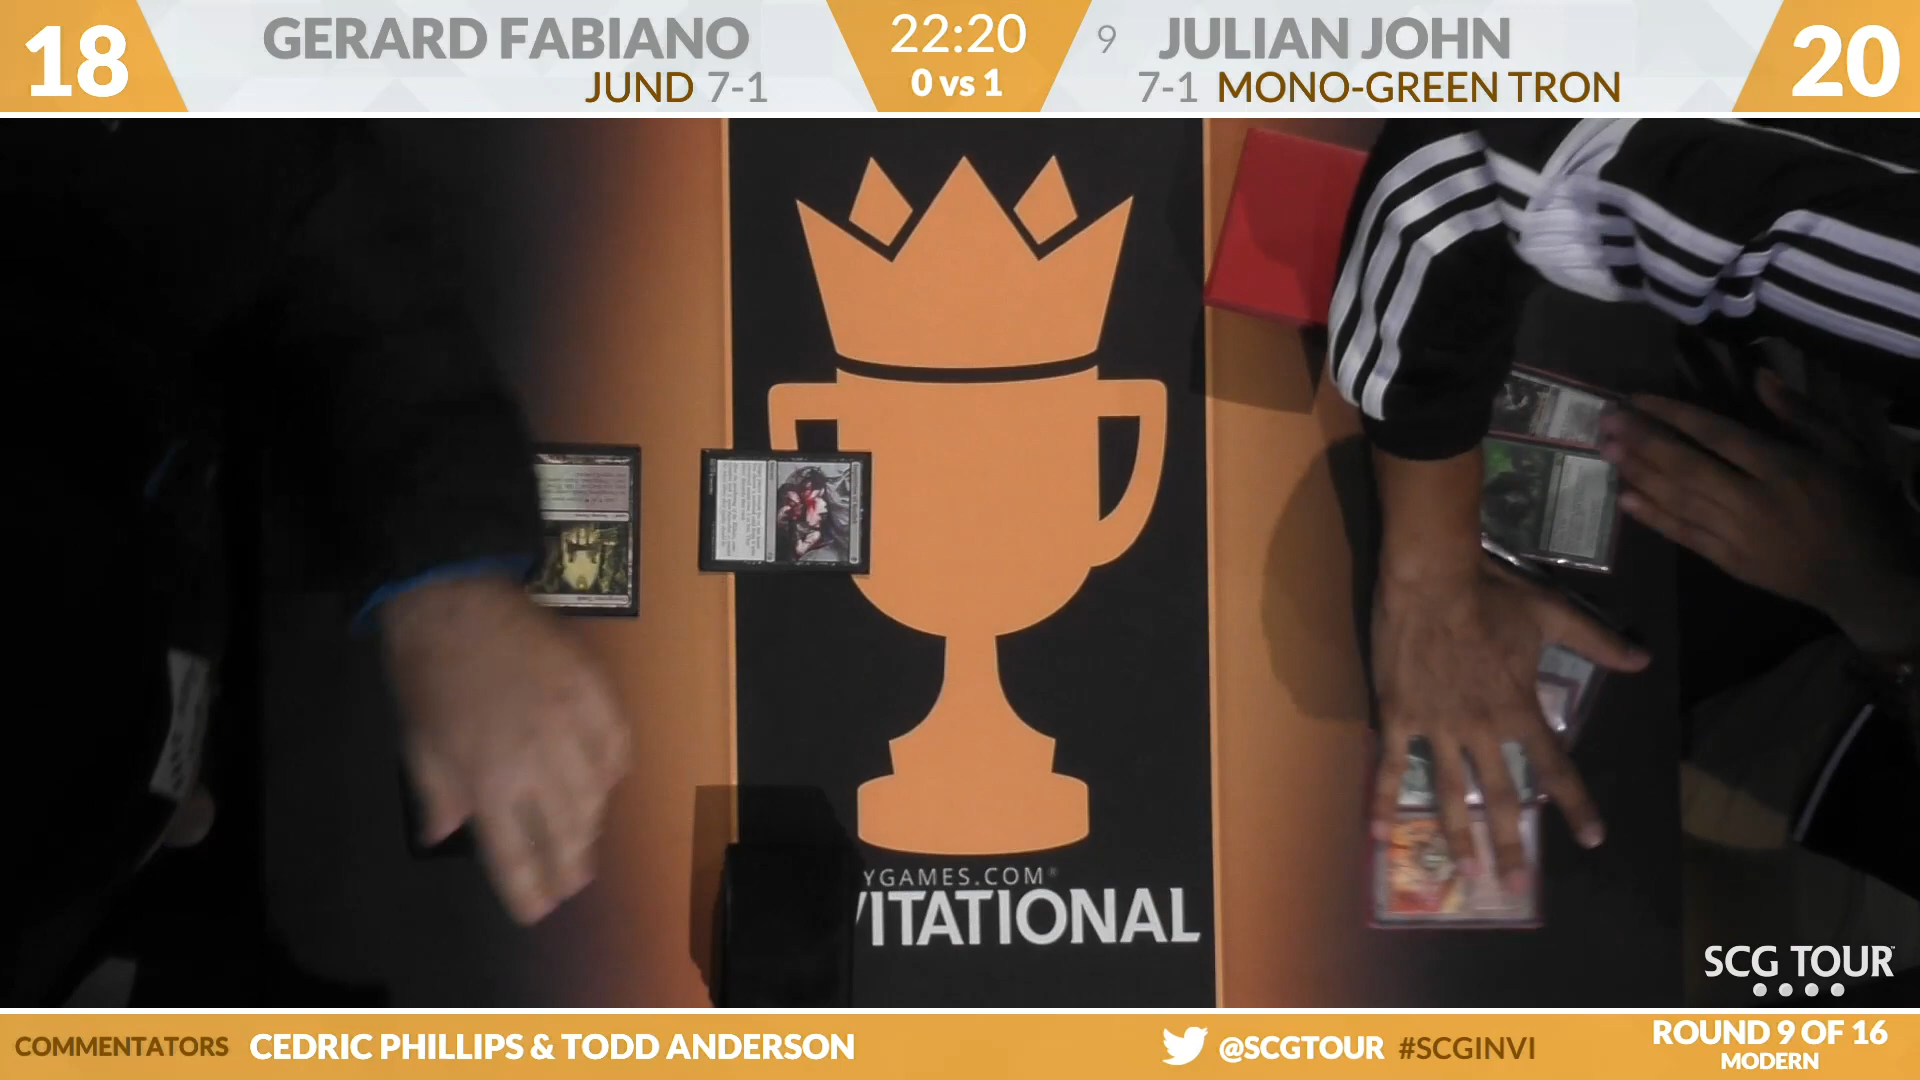 18
GERARD FABIANO
JUND 7-1
22:20
0 vs 1
9
JULIAN JOHN
7-1 MONO-GREEN TRON
20
YGAMES.COM®
VITATIONAL
SCG TOUR
COMMENTATORS CEDRIC PHILLIPS & TODD ANDERSON
@SCGTOUR #SCGINVI
ROUND 9 OF 16
MODERN